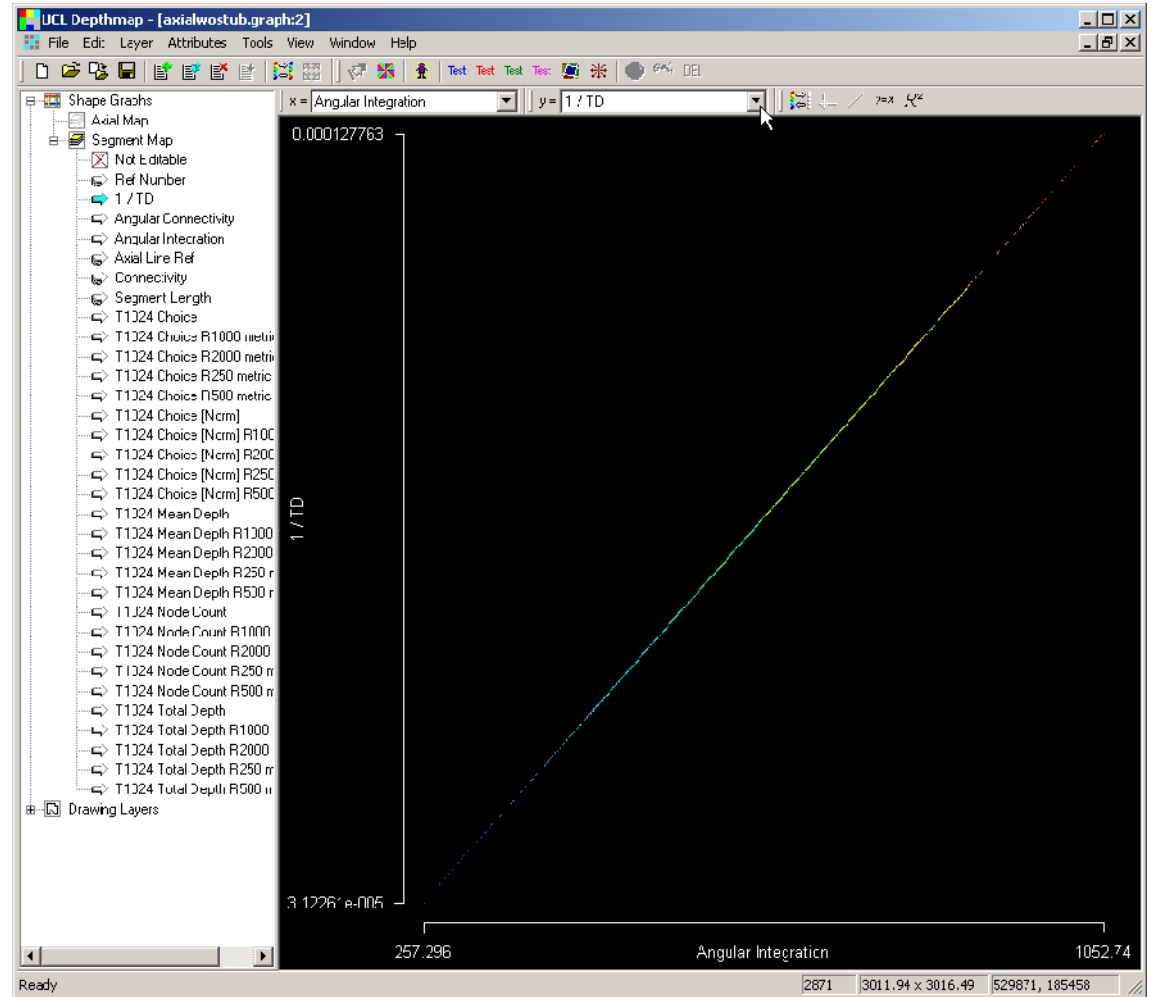 UCL Depthmap - [axialwostub.graph:2]
File Edit Layer Attributes Tools View Window Help
Test Test Test Test DEL
x = Angular Integration y = 1 / TD y=x R²
Shape Graphs
Axial Map
Segment Map
Not Editable
Ref Number
1 / TD
Angular Connectivity
Angular Integration
Axial Line Ref
Connectivity
Segment Length
T1024 Choice
T1024 Choice R1000 metric
T1024 Choice R2000 metric
T1024 Choice R250 metric
T1024 Choice R500 metric
T1024 Choice [Norm]
T1024 Choice [Norm] R100
T1024 Choice [Norm] R200
T1024 Choice [Norm] R250
T1024 Choice [Norm] R500
T1024 Mean Depth
T1024 Mean Depth R1000
T1024 Mean Depth R2000
T1024 Mean Depth R250 r
T1024 Mean Depth R500 r
T1024 Node Count
T1024 Node Count R1000
T1024 Node Count R2000
T1024 Node Count R250 m
T1024 Node Count R500 m
T1024 Total Depth
T1024 Total Depth R1000
T1024 Total Depth R2000
T1024 Total Depth R250 m
T1024 Total Depth R500 m
Drawing Layers
0.000127763
1 / TD
3.12261e-005
257.296 Angular Integration 1052.74
Ready 2871 3011.94 x 3016.49 529871, 185458